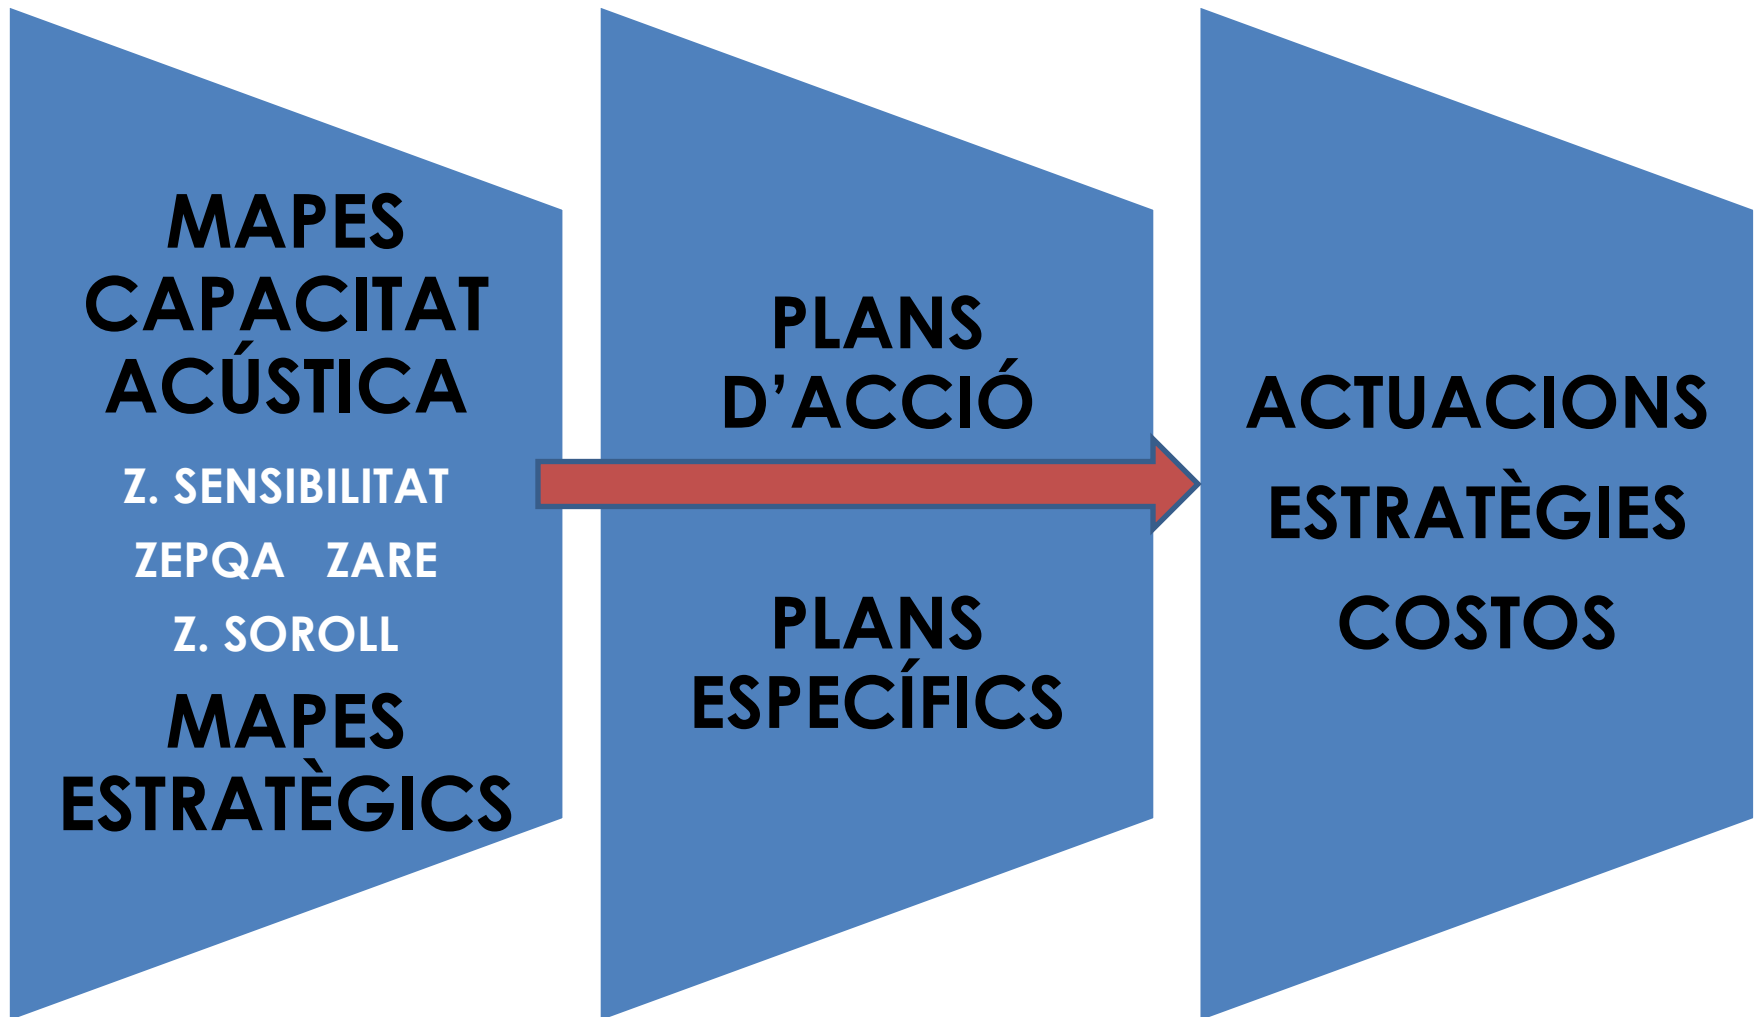 MAPES
CAPACITAT
ACÚSTICA
Z. SENSIBILITAT
ZEPQA ZARE
Z. SOROLL
MAPES
ESTRATÈGICS
PLANS
D’ACCIÓ
PLANS
ESPECÍFICS
ACTUACIONS
ESTRATÈGIES
COSTOS